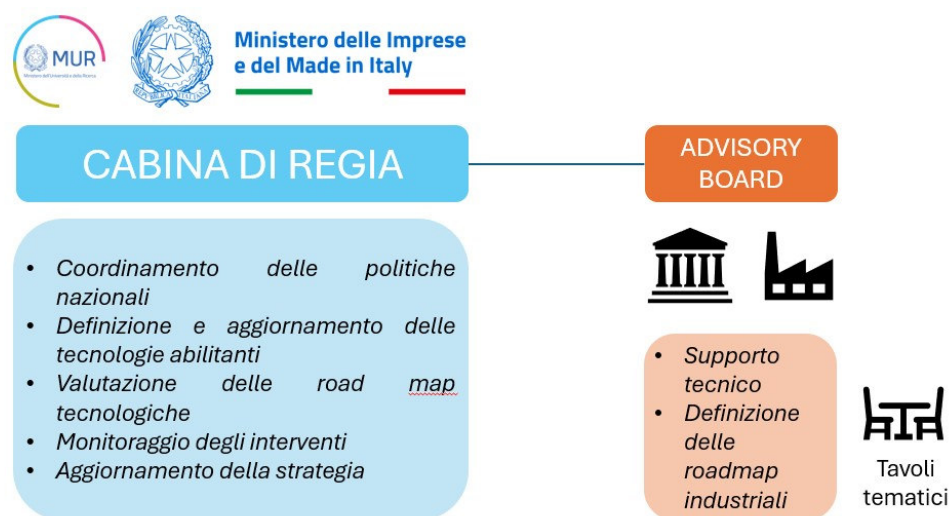 MUR
Ministero dell'Università e della Ricerca
REPVBBLICA ITALIANA
Ministero delle Imprese
e del Made in Italy
CABINA DI REGIA
• Coordinamento delle politiche
nazionali
• Definizione e aggiornamento delle
tecnologie abilitanti
• Valutazione delle road map
tecnologiche
• Monitoraggio degli interventi
• Aggiornamento della strategia
ADVISORY
BOARD
• Supporto
tecnico
• Definizione
delle
roadmap
industriali
Tavoli
tematici